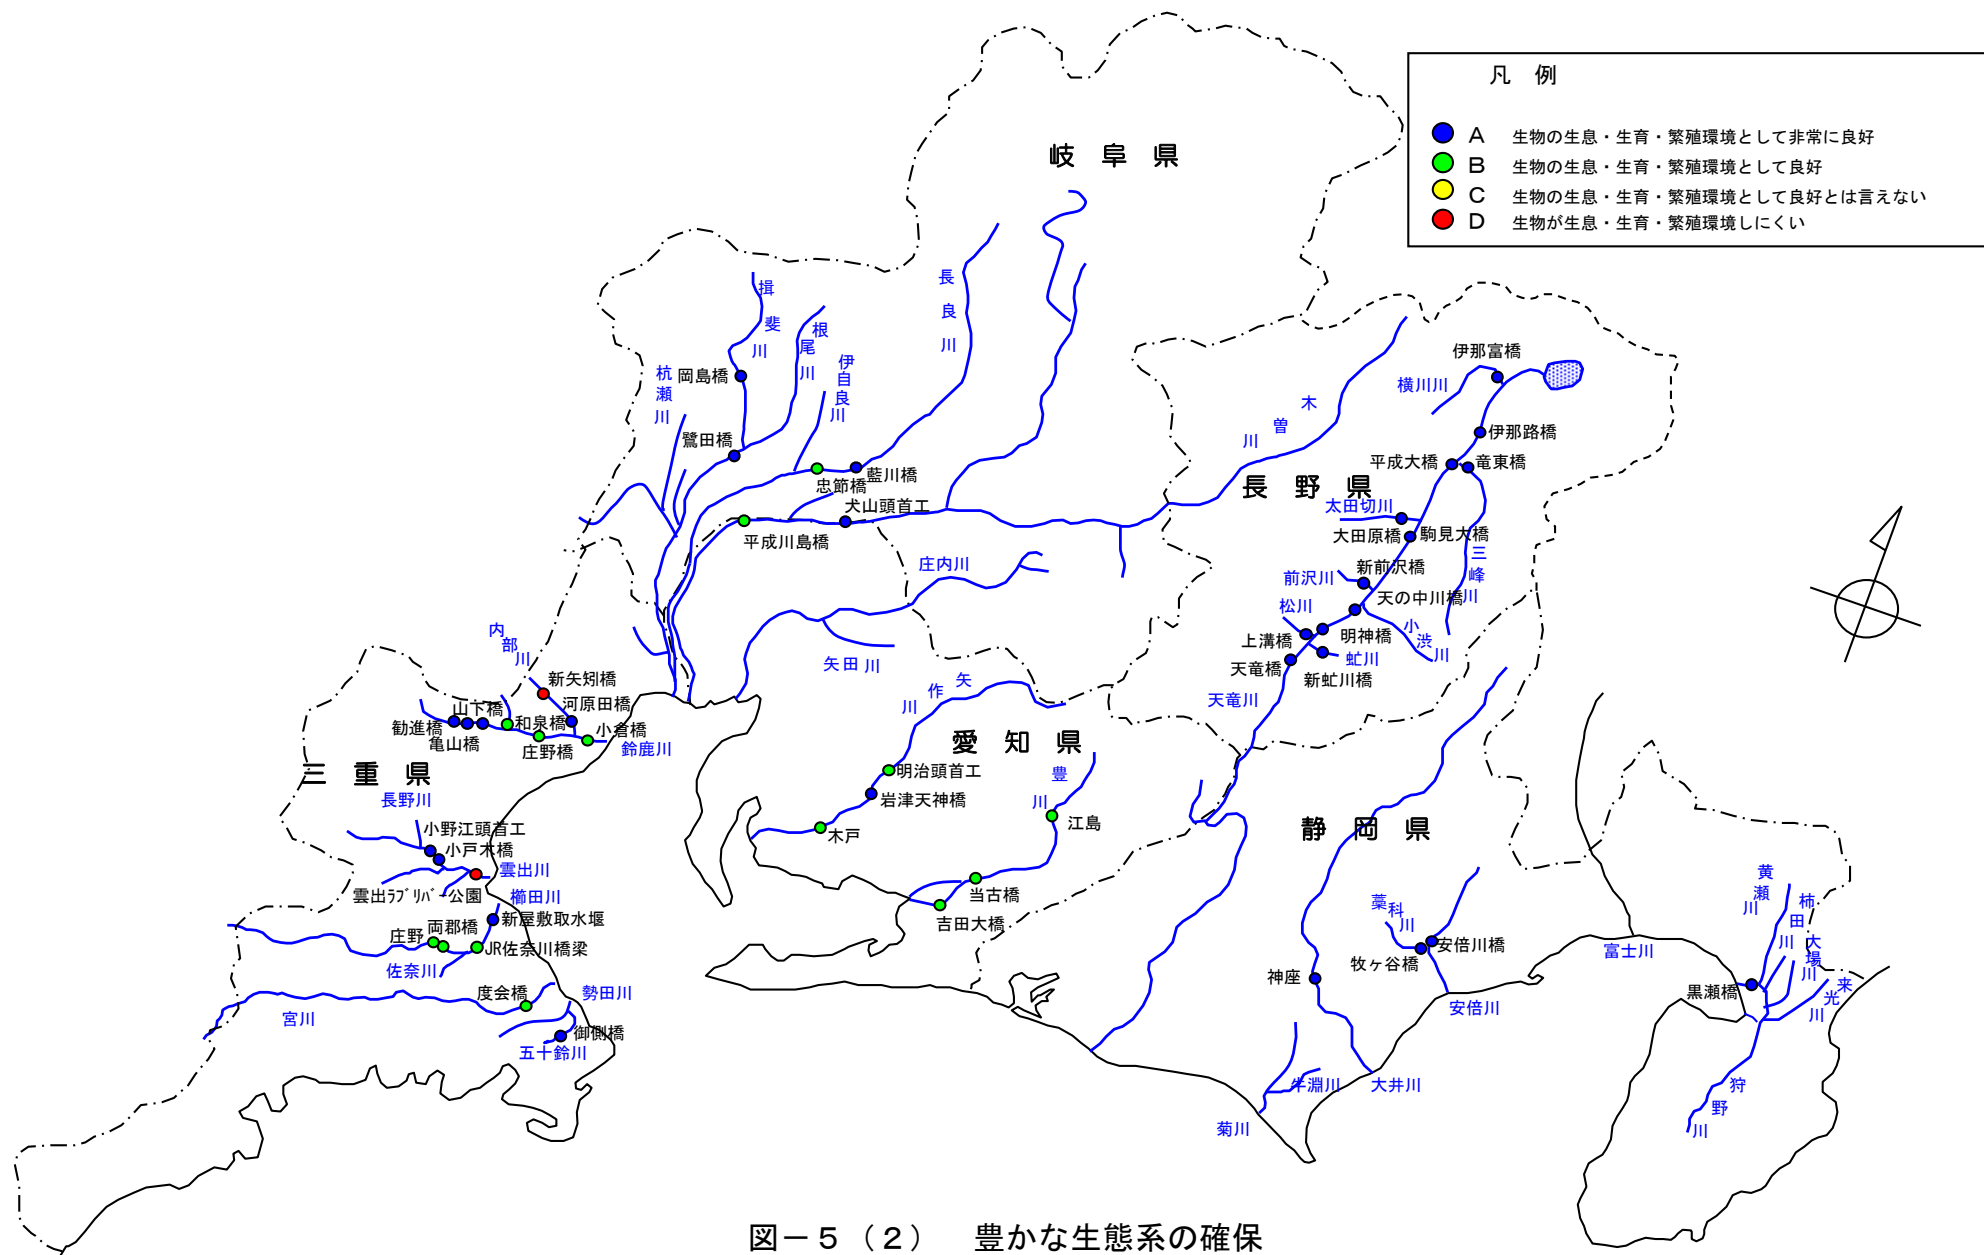 凡 例
A 生物の生息・生育・繁殖環境として非常に良好
B 生物の生息・生育・繁殖環境として良好
C 生物の生息・生育・繁殖環境として良好とは言えない
D 生物が生息・生育・繁殖環境しにくい
岐 阜 県
揖斐川
根尾川
伊自良川
長良川
杭瀬川
岡島橋
鷺田橋
忠節橋
藍川橋
犬山頭首工
平成川島橋
木曽川
長 野 県
伊那富橋
横川川
伊那路橋
平成大橋
竜東橋
太田切川
大田原橋
駒見大橋
三峰川
新前沢橋
前沢川
天の中川橋
松川
小渋川
上溝橋
明神橋
虻川
天竜橋
新虻川橋
天竜川
庄内川
矢田川
内部川
新矢矧橋
河原田橋
山下橋
勧進橋
亀山橋
和泉橋
小倉橋
庄野橋
鈴鹿川
三 重 県
長野川
小野江頭首工
小戸木橋
雲出川
雲出ラブリバー公園
櫛田川
新屋敷取水堰
両郡橋
庄野
JR佐奈川橋梁
佐奈川
度会橋
勢田川
宮川
御側橋
五十鈴川
矢作川
愛 知 県
明治頭首工
岩津天神橋
木戸
豊川
江島
当古橋
吉田大橋
静 岡 県
藁科川
安倍川橋
牧ヶ谷橋
神座
安倍川
牛淵川
大井川
菊川
富士川
黄瀬川
柿田川
大場川
来光川
黒瀬橋
狩野川
図－５（２） 豊かな生態系の確保